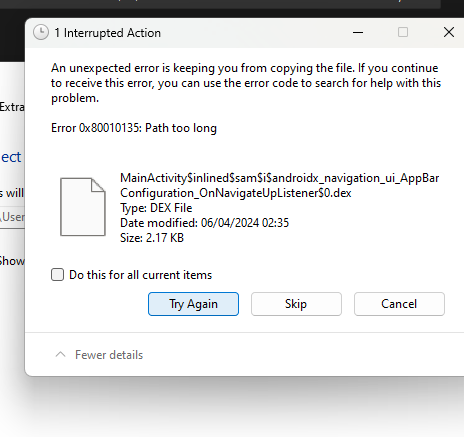 1 Interrupted Action
An unexpected error is keeping you from copying the file. If you continue
to receive this error, you can use the error code to search for help with this
problem.
Error 0x80010135: Path too long
MainActivity$inlined$sam$i$androidx_navigation_ui_AppBar
Configuration_OnNavigateUpListener$0.dex
Type: DEX File
Date modified: 06/04/2024 02:35
Size: 2.17 KB
Do this for all current items
Try Again
Skip
Cancel
Fewer details
Extra
ect
s will
\User
Show